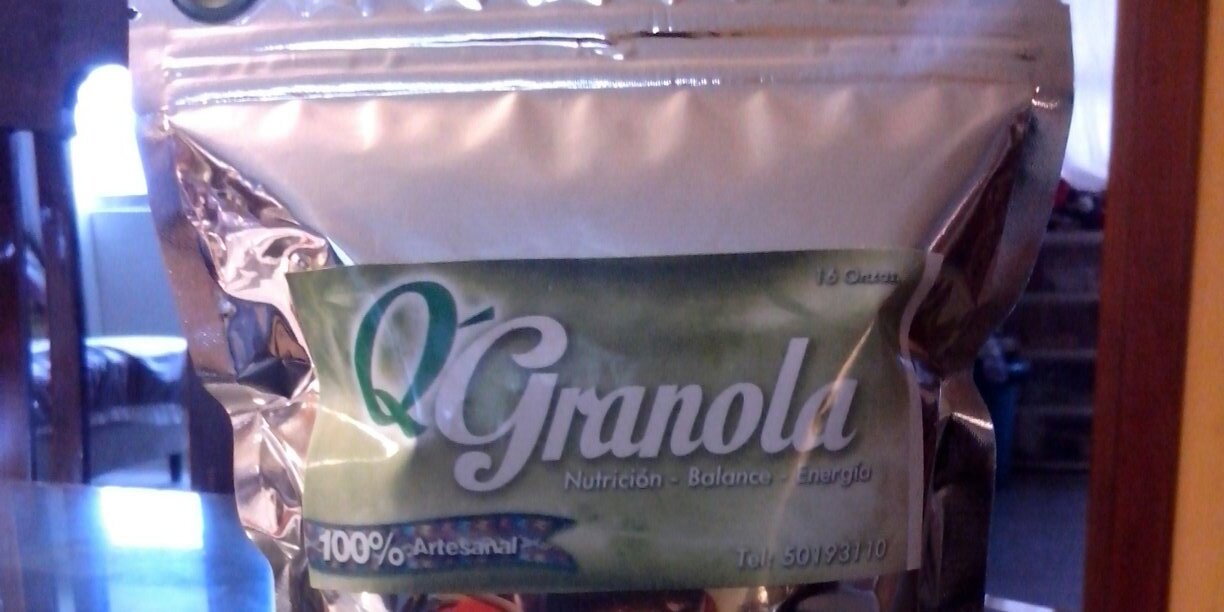 16 Onzas
Q'Granola
Nutrición - Balance - Energía
100% Artesanal
Tel: 50193110